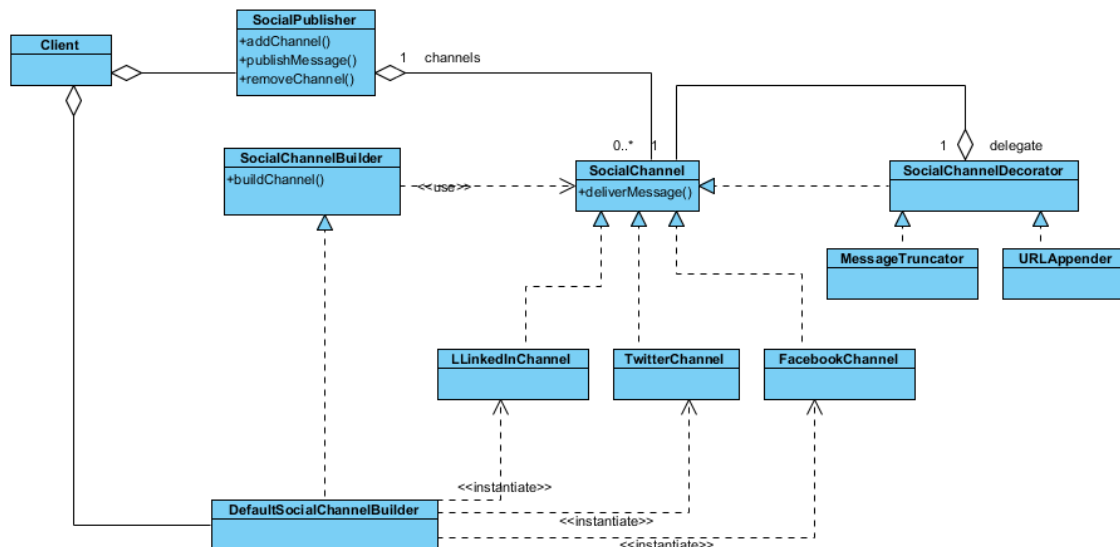 SocialPublisher
+addChannel()
+publishMessage()
+removeChannel()
Client
1 channels
SocialChannelBuilder
+buildChannel()
<<use>>
0..* 1
SocialChannel
+deliverMessage()
1 delegate
SocialChannelDecorator
MessageTruncator
URLAppender
LLinkedInChannel
TwitterChannel
FacebookChannel
<<instantiate>>
DefaultSocialChannelBuilder
<<instantiate>>
<<instantiate>>